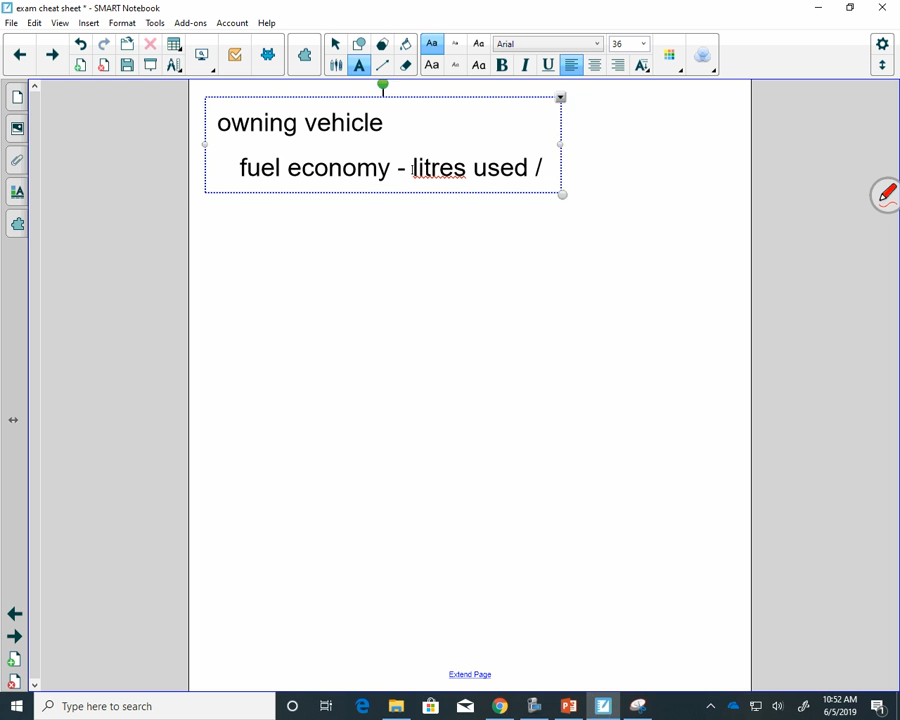 exam cheat sheet * - SMART Notebook
File Edit View Insert Format Tools Add-ons Account Help
Arial 36
owning vehicle
fuel economy - litres used /
Extend Page
Type here to search
10:52 AM
6/5/2019